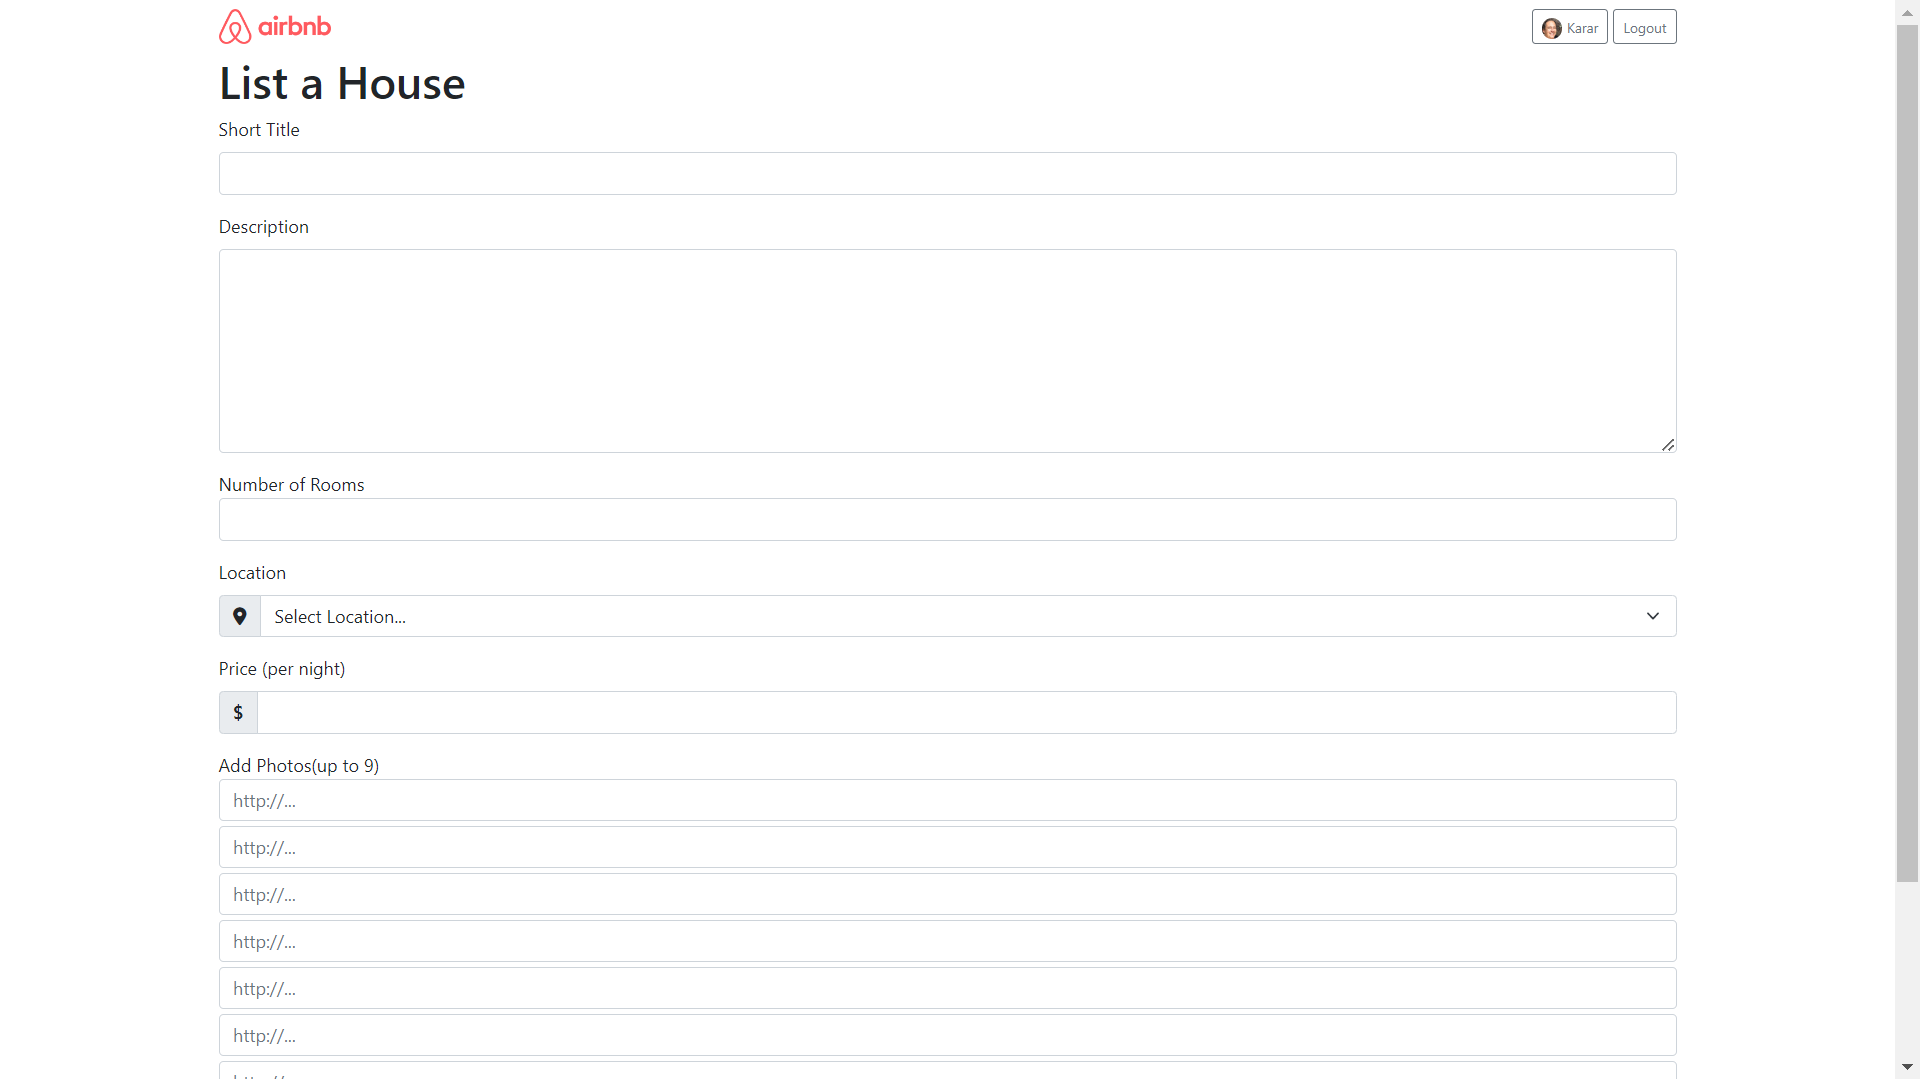 airbnb
Karar
Logout
List a House
Short Title
Description
Number of Rooms
Location
Select Location...
Price (per night)
$
Add Photos(up to 9)
http://...
http://...
http://...
http://...
http://...
http://...